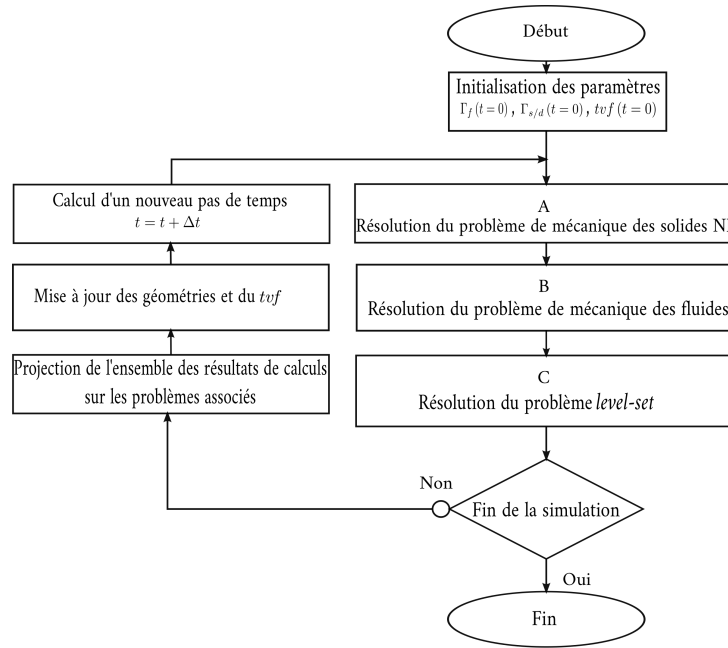 Début
Initialisation des paramètres
Γ_f (t = 0) , Γ_{s/d} (t = 0) , tvf (t = 0)
Calcul d'un nouveau pas de temps
t = t + Δt
A
Résolution du problème de mécanique des solides
Mise à jour des géométries et du tvf
B
Résolution du problème de mécanique des fluides
Projection de l'ensemble des résultats de calculs
sur les problèmes associés
C
Résolution du problème level-set
Non
Fin de la simulation
Oui
Fin